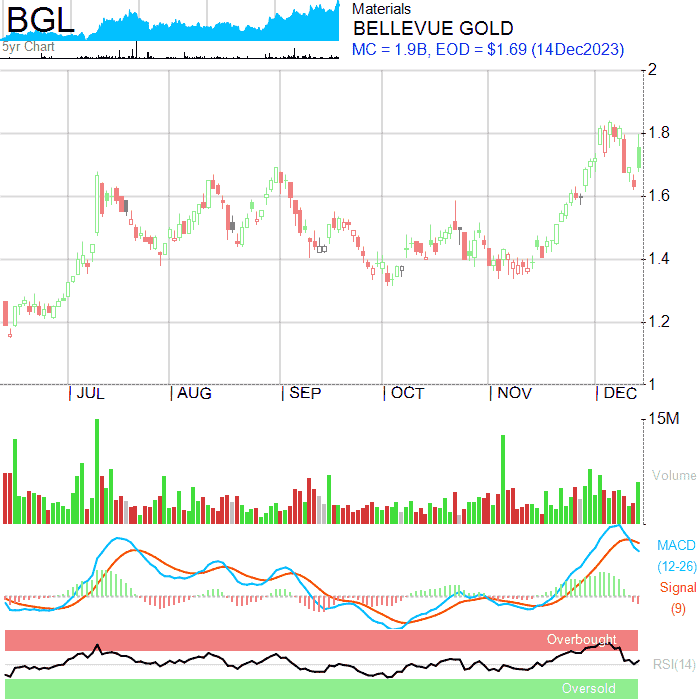 BGL
5yr Chart
Materials
BELLEVUE GOLD
MC = 1.9B, EOD = $1.69 (14Dec2023)
2
1.8
1.6
1.4
1.2
1
JUL AUG SEP OCT NOV DEC
15M
Volume
MACD
(12-26)
Signal
(9)
Overbought
RSI(14)
Oversold